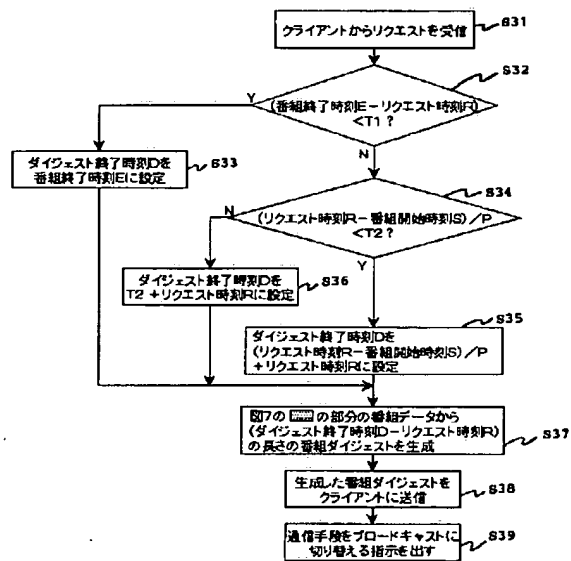 クライアントからリクエストを受信
S31
S32
(番組終了時刻E−リクエスト時刻R)
<T1?
Y
N
ダイジェスト終了時刻Dを
番組終了時刻Eに設定
S33
S34
(リクエスト時刻R−番組開始時刻S)/P
<T2?
N
Y
ダイジェスト終了時刻Dを
T2+リクエスト時刻Rに設定
S36
S35
ダイジェスト終了時刻Dを
(リクエスト時刻R−番組開始時刻S)/P
+リクエスト時刻Rに設定
図7の の部分の番組データから
(ダイジェスト終了時刻D−リクエスト時刻R)
の長さの番組ダイジェストを生成
S37
生成した番組ダイジェストを
クライアントに送信
S38
通信手段をブロードキャストに
切り替える指示を出す
S39